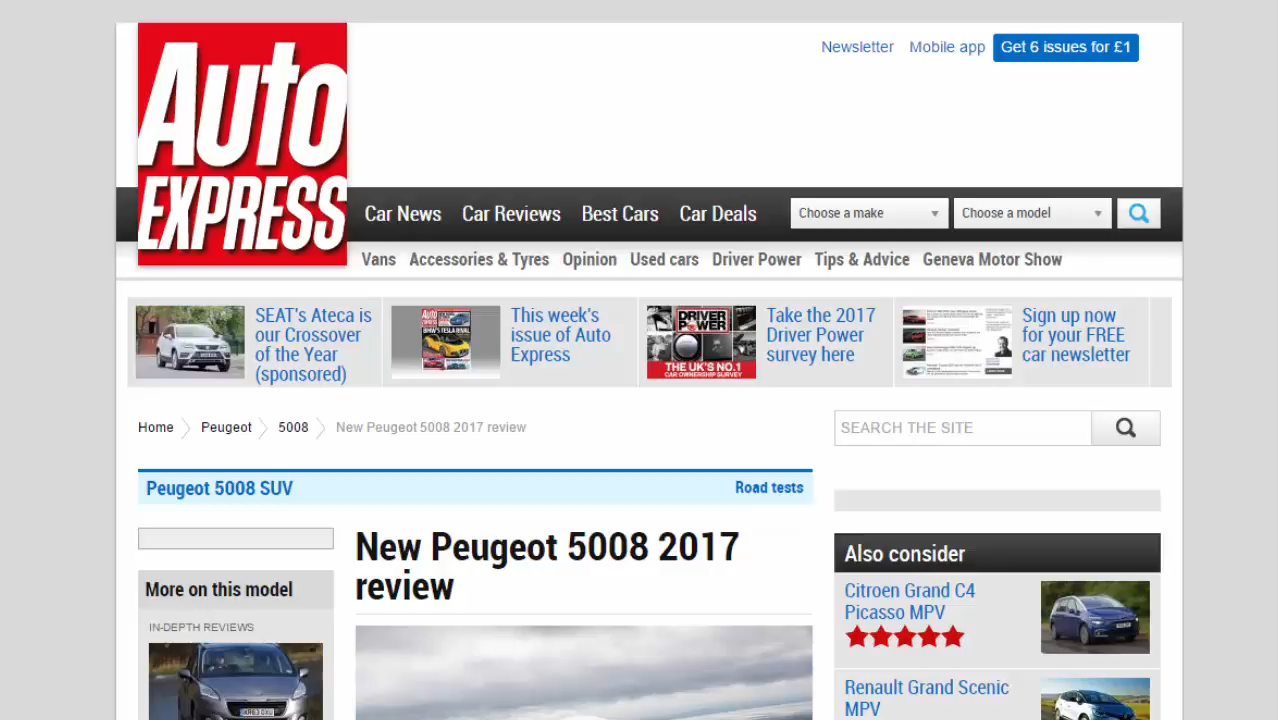 Auto
EXPRESS
Newsletter Mobile app Get 6 issues for £1
Car News Car Reviews Best Cars Car Deals Choose a make Choose a model
Vans Accessories & Tyres Opinion Used cars Driver Power Tips & Advice Geneva Motor Show
SEAT's Ateca is
our Crossover
of the Year
(sponsored)
This week's
issue of Auto
Express
DRIVER
POWER
THE UK'S NO.1
CAR OWNERSHIP SURVEY
Take the 2017
Driver Power
survey here
Sign up now
for your FREE
car newsletter
Home Peugeot 5008 New Peugeot 5008 2017 review
SEARCH THE SITE
Peugeot 5008 SUV Road tests
New Peugeot 5008 2017
review
Also consider
More on this model
IN-DEPTH REVIEWS
Citroen Grand C4
Picasso MPV
Renault Grand Scenic
MPV